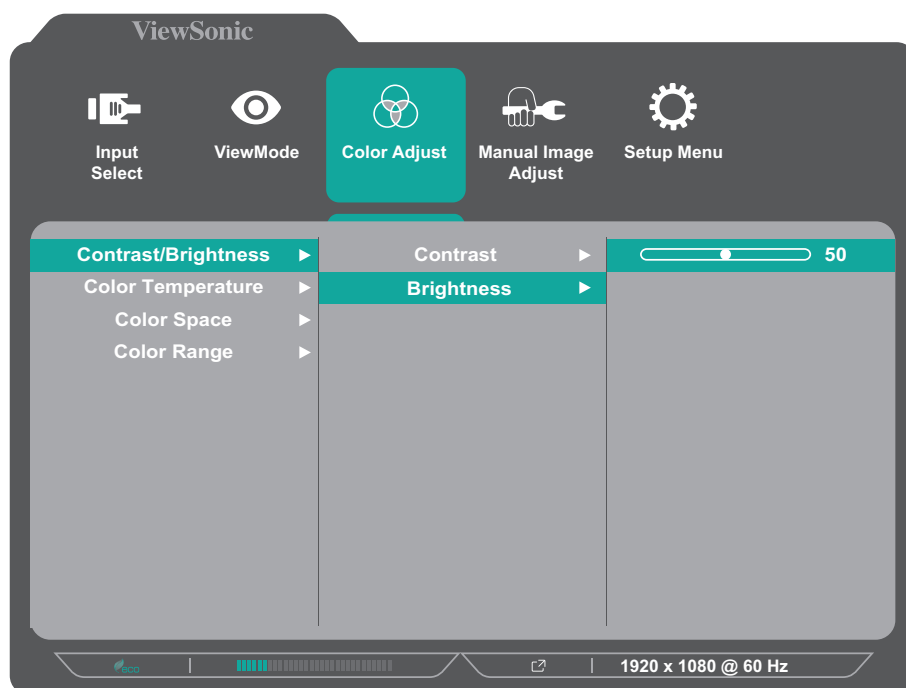 ViewSonic
Input Select
ViewMode
Color Adjust
Manual Image Adjust
Setup Menu
Contrast/Brightness
Contrast
50
Color Temperature
Brightness
Color Space
Color Range
1920 x 1080 @ 60 Hz